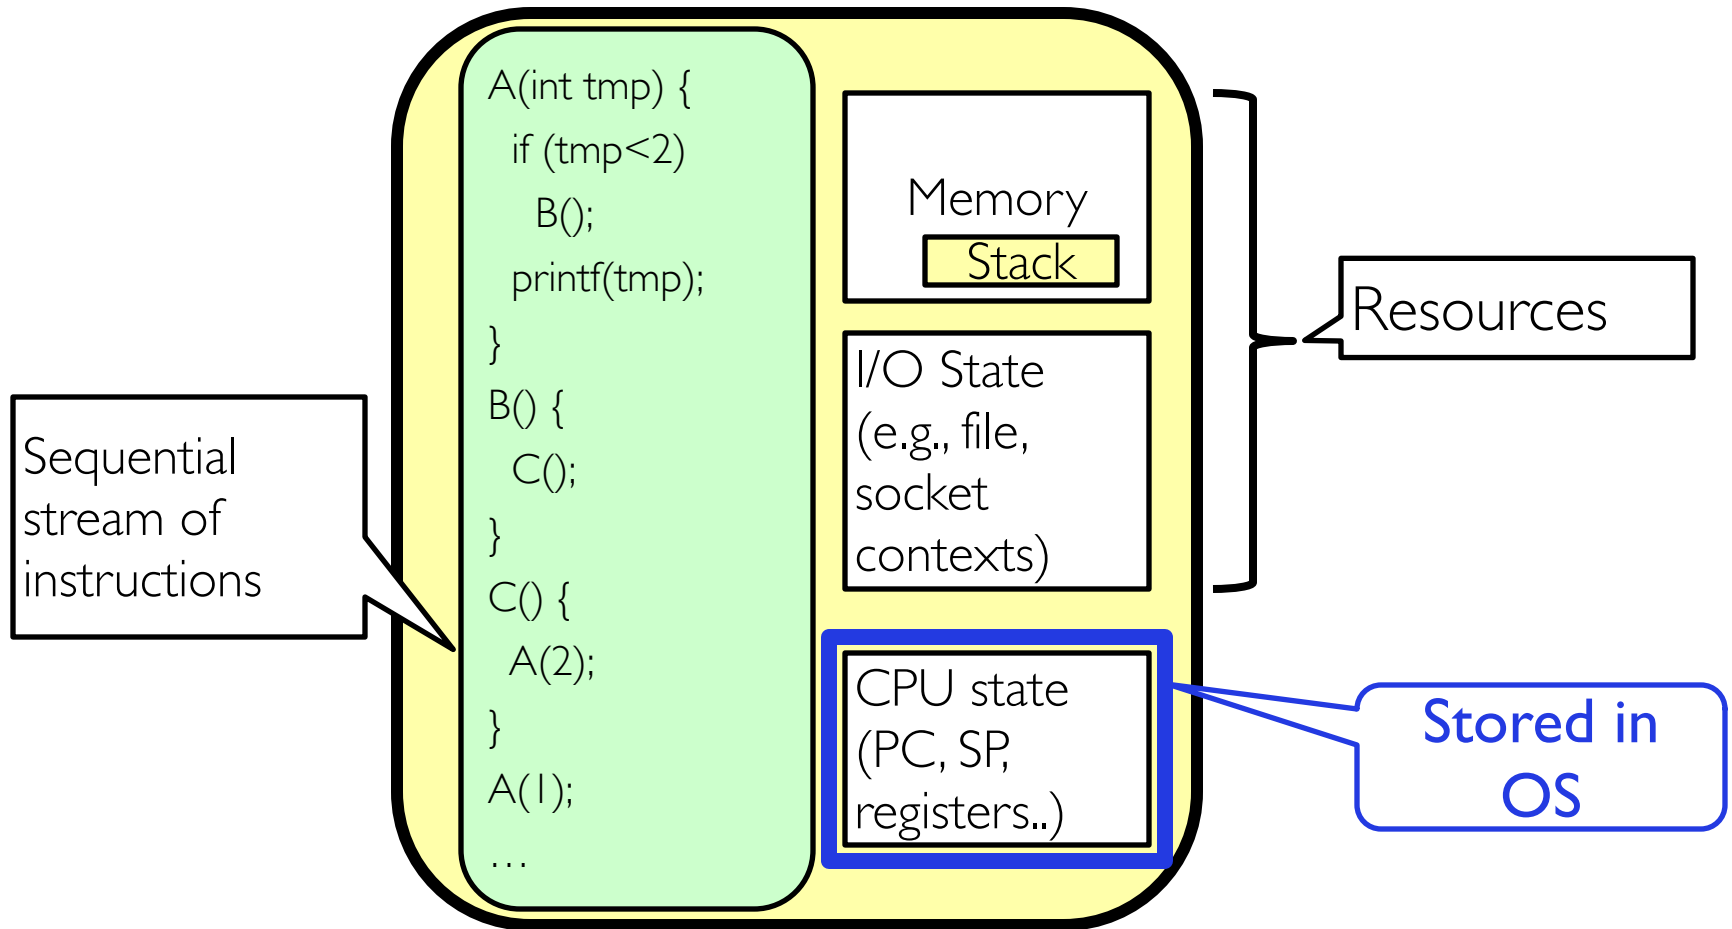 A(int tmp) {
if (tmp<2)
B();
printf(tmp);
}
B() {
C();
}
C() {
A(2);
}
A(1);
…
Sequential
stream of
instructions
Memory
Stack
I/O State
(e.g., file,
socket
contexts)
CPU state
(PC, SP,
registers..)
Resources
Stored in
OS